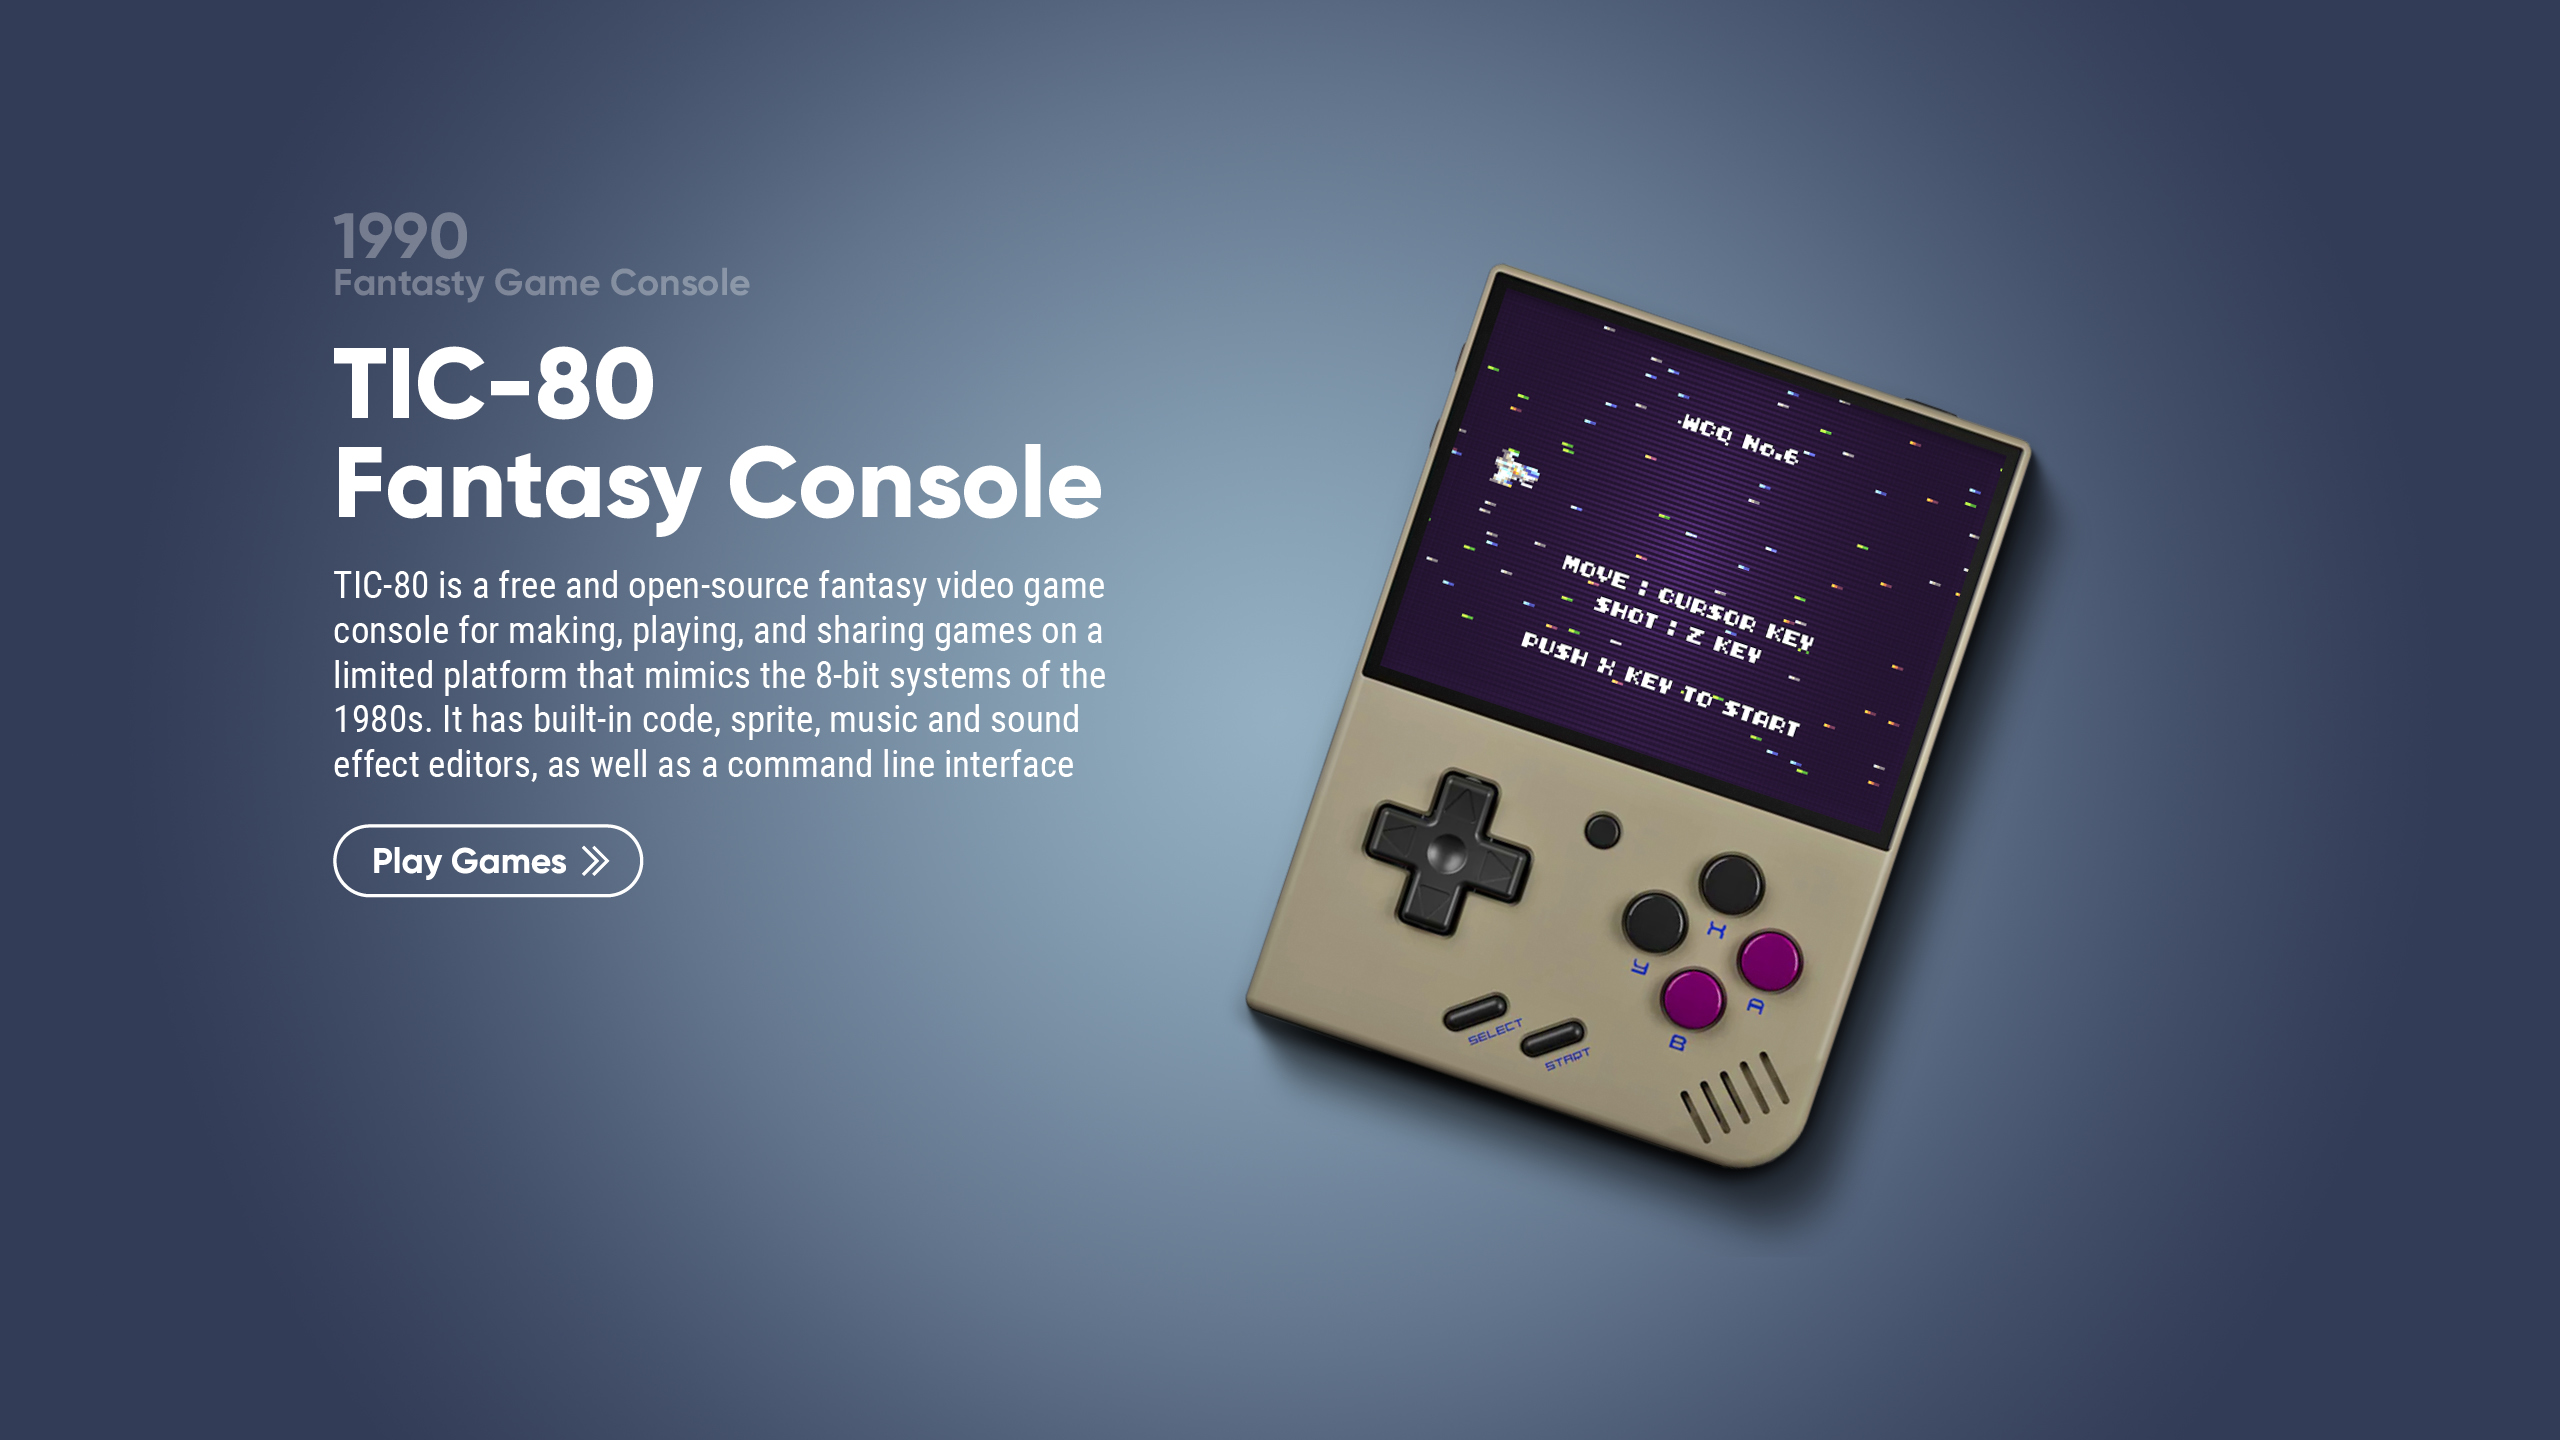 1990
Fantasty Game Console
TIC-80
Fantasy Console
TIC-80 is a free and open-source fantasy video game
console for making, playing, and sharing games on a
limited platform that mimics the 8-bit systems of the
1980s. It has built-in code, sprite, music and sound
effect editors, as well as a command line interface
Play Games
WCQ No.6
MOVE : CURSOR KEY
SHOT : Z KEY
PUSH X KEY TO START
X
Y
A
B
SELECT
START